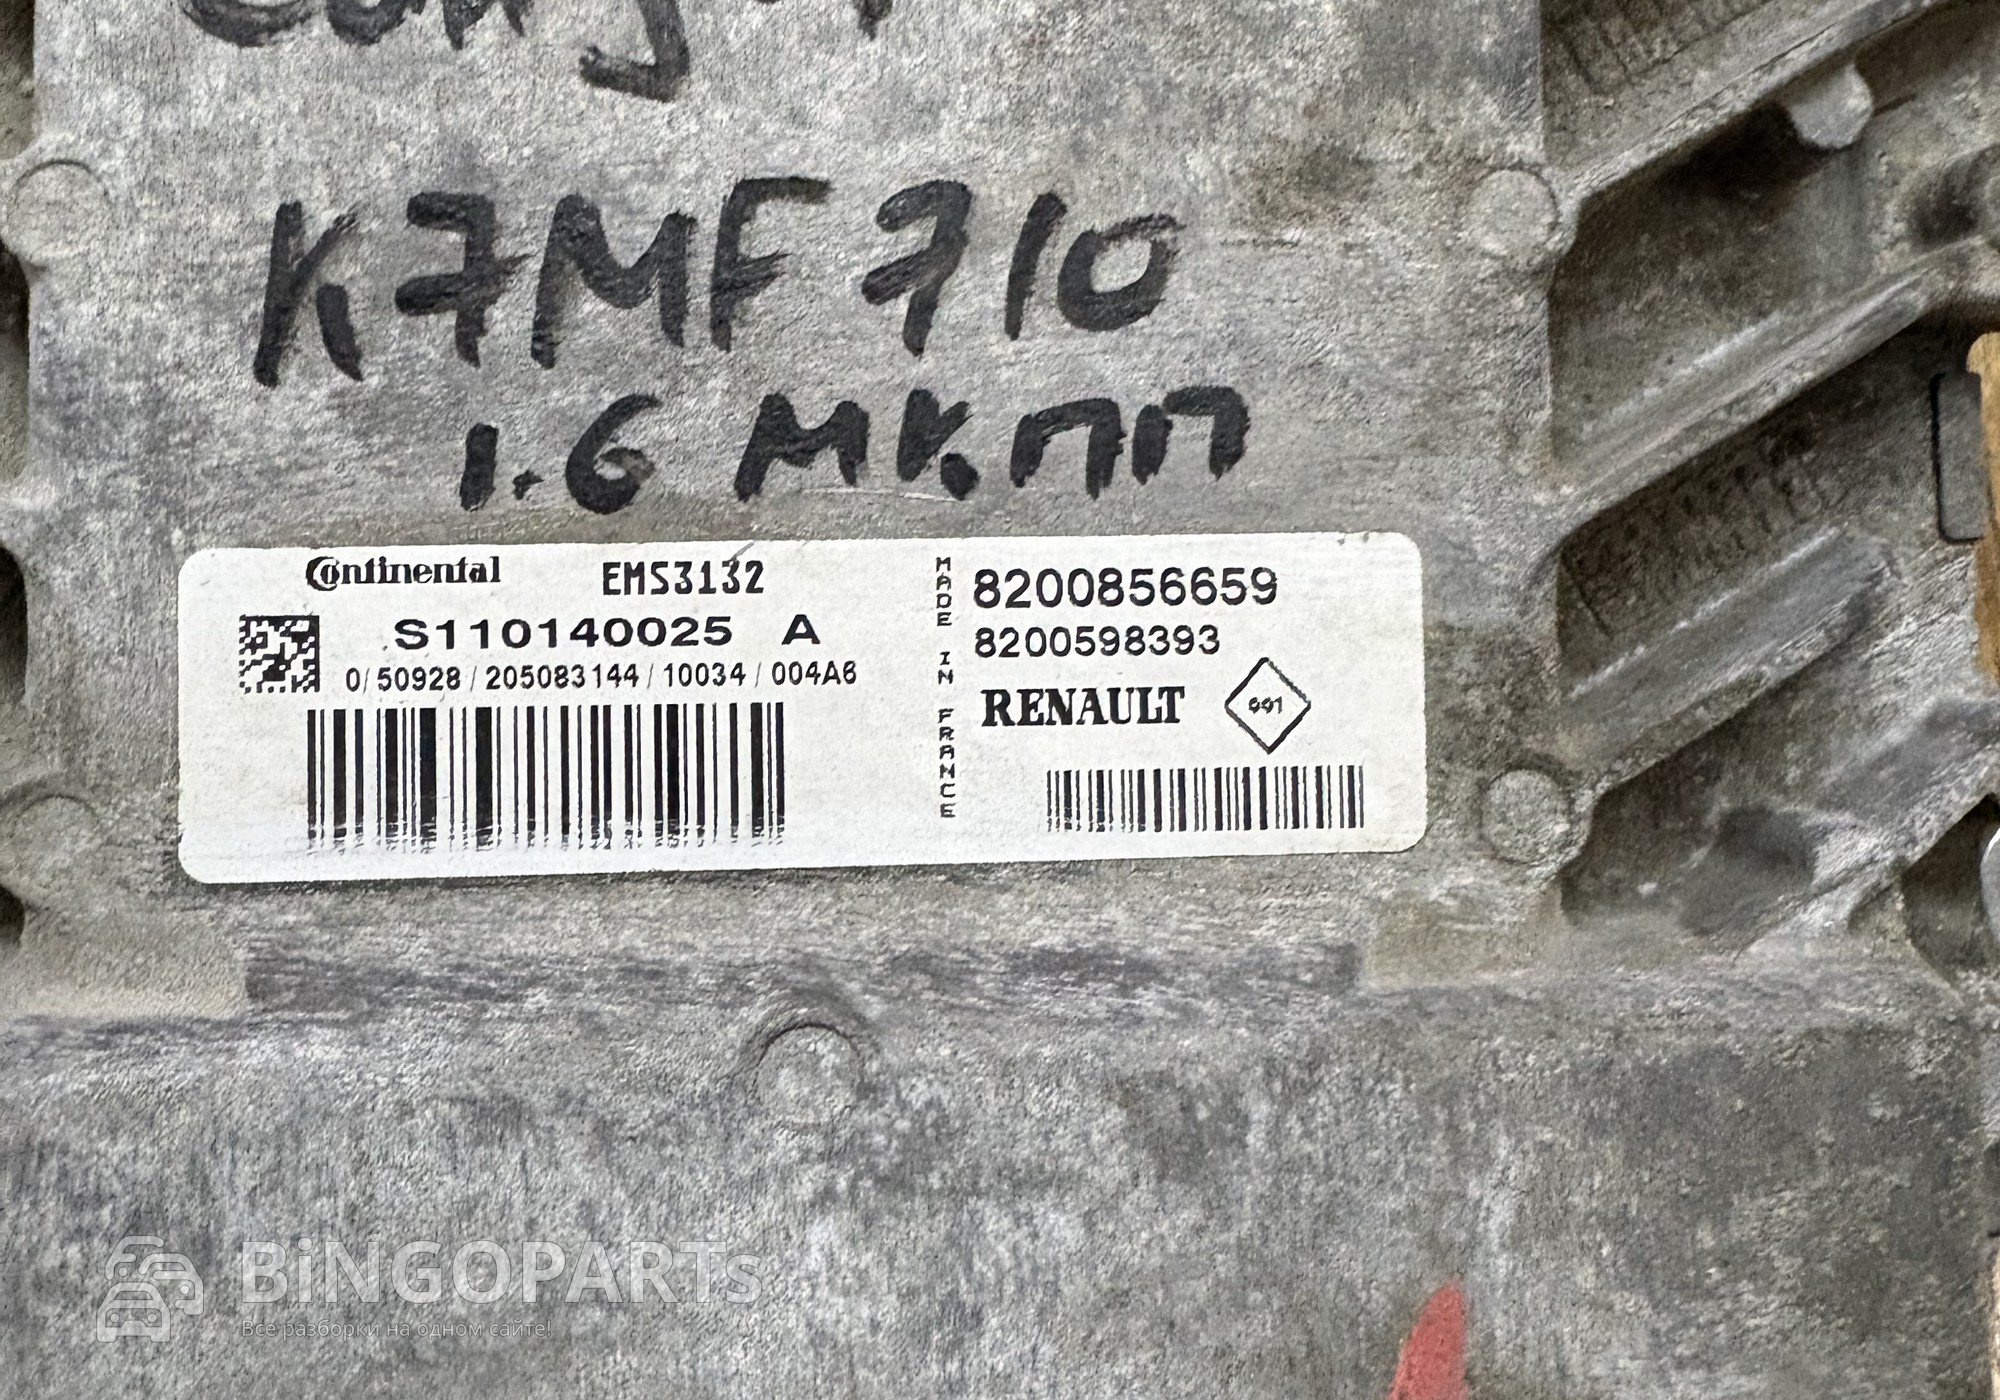 K7MF 710
1.6 МКПП
Continental EMS3132
S110140025 A
0/50928/205083144/10034/004A6
MADE IN FRANCE
8200856659
8200598393
RENAULT 001
BiNGOPARTs
Все разборки на одном сайте!